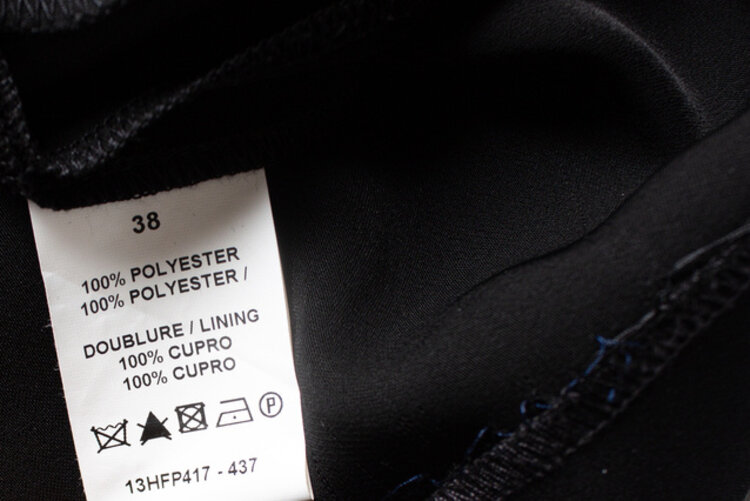 38
100% POLYESTER
100% POLYESTER /
DOUBLURE / LINING
100% CUPRO
100% CUPRO
P
13HFP417 - 437